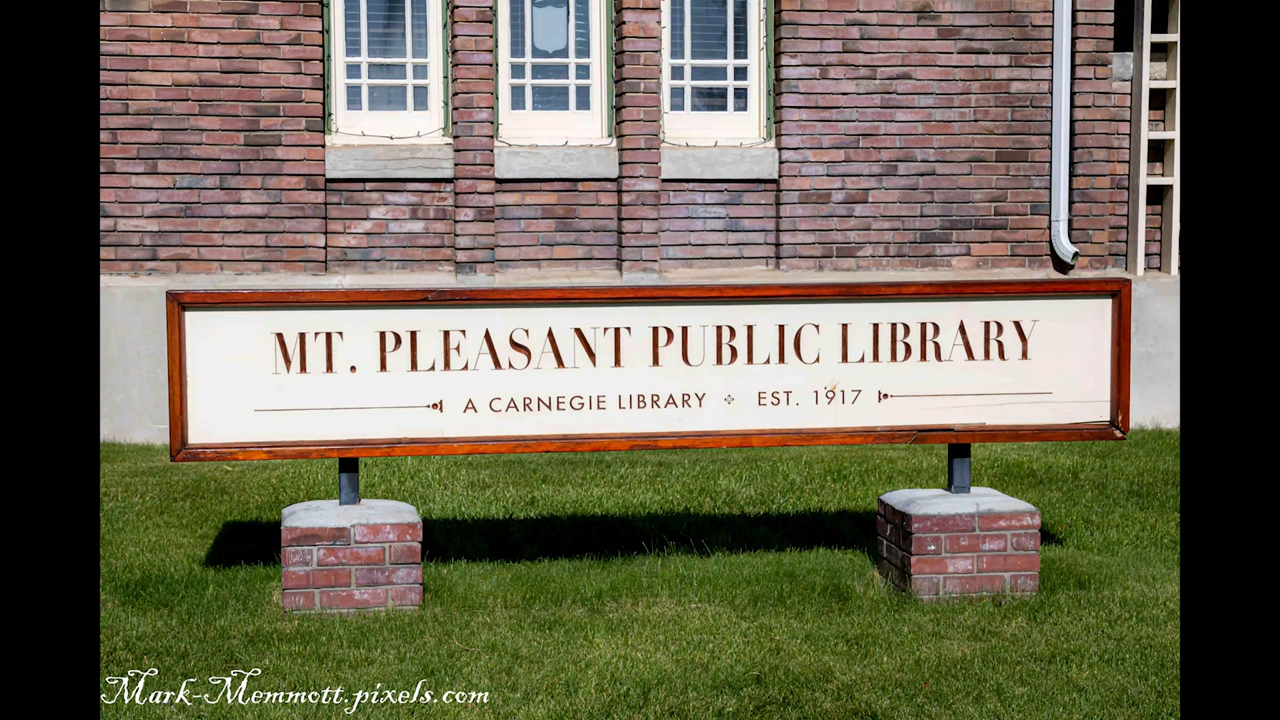 MT. PLEASANT PUBLIC LIBRARY
A CARNEGIE LIBRARY EST. 1917
Mark-Memmott.pixels.com